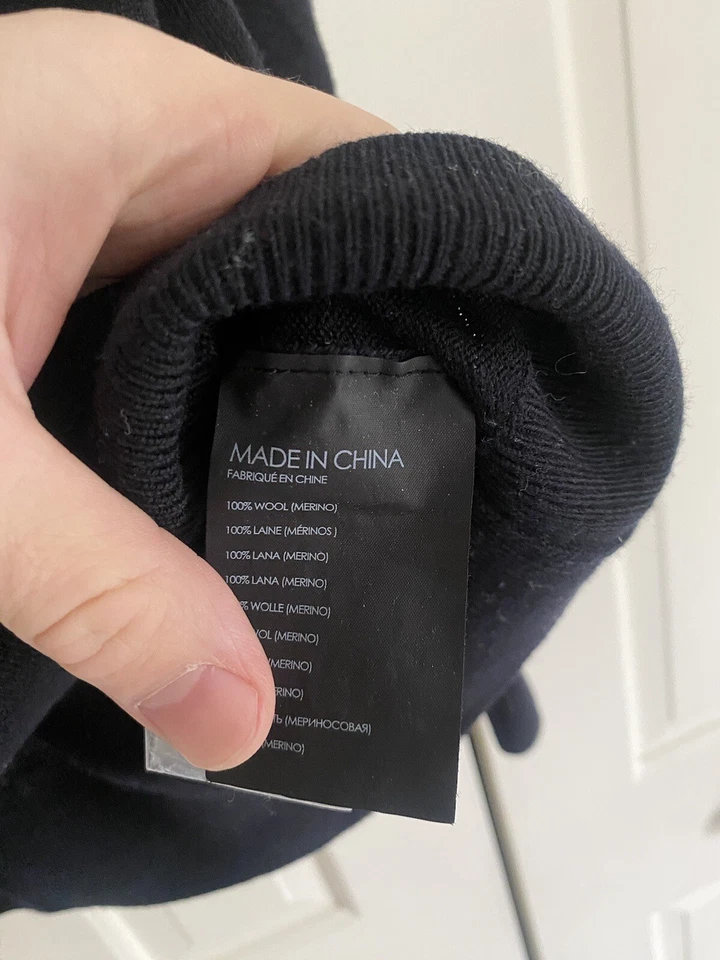 MADE IN CHINA
FABRIQUÉ EN CHINE
100% WOOL (MERINO)
100% LAINE (MÉRINOS )
100% LANA (MERINO)
100% LANA (MERINO)
% WOLLE (MERINO)
(MERINO)
(MERINO)
(МЕРИНОСОВАЯ)
(MERINO)